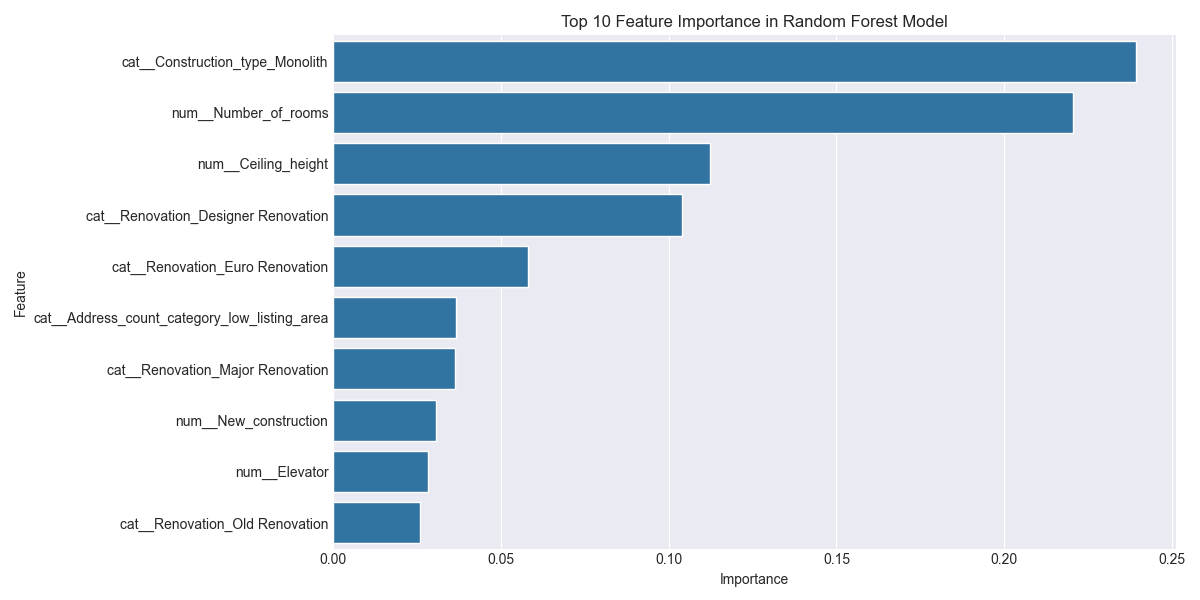 Top 10 Feature Importance in Random Forest Model
Feature
cat__Construction_type_Monolith
num__Number_of_rooms
num__Ceiling_height
cat__Renovation_Designer Renovation
cat__Renovation_Euro Renovation
cat__Address_count_category_low_listing_area
cat__Renovation_Major Renovation
num__New_construction
num__Elevator
cat__Renovation_Old Renovation
0.00 0.05 0.10 0.15 0.20 0.25
Importance